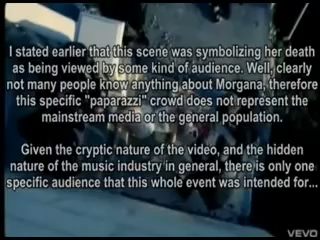 I stated earlier that this scene was symbolizing her death
as being viewed by some kind of audience. Well, clearly
not many people know anything about Morgana, therefore
this specific "paparazzi" crowd does not represent the
mainstream media or the general population.
Given the cryptic nature of the video, and the hidden
nature of the music industry in general, there is only one
specific audience that this whole event was intended for...
VEVO